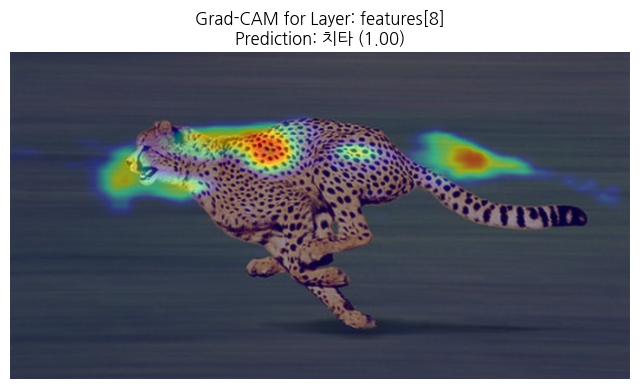 Grad-CAM for Layer: features[8]
Prediction: 치타 (1.00)